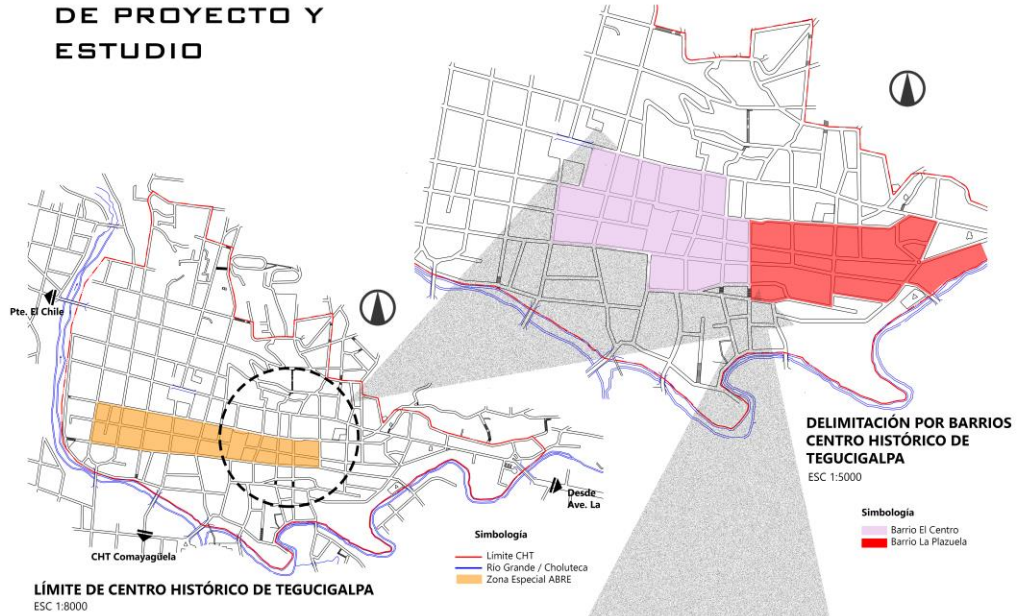 DE PROYECTO Y
ESTUDIO
Pte. El Chile
CHT Comayagüela
Desde
Ave. La
Simbología
Límite CHT
Río Grande / Choluteca
Zona Especial ABRE
LÍMITE DE CENTRO HISTÓRICO DE TEGUCIGALPA
ESC 1:8000
DELIMITACIÓN POR BARRIOS
CENTRO HISTÓRICO DE
TEGUCIGALPA
ESC 1:5000
Simbología
Barrio El Centro
Barrio La Plazuela